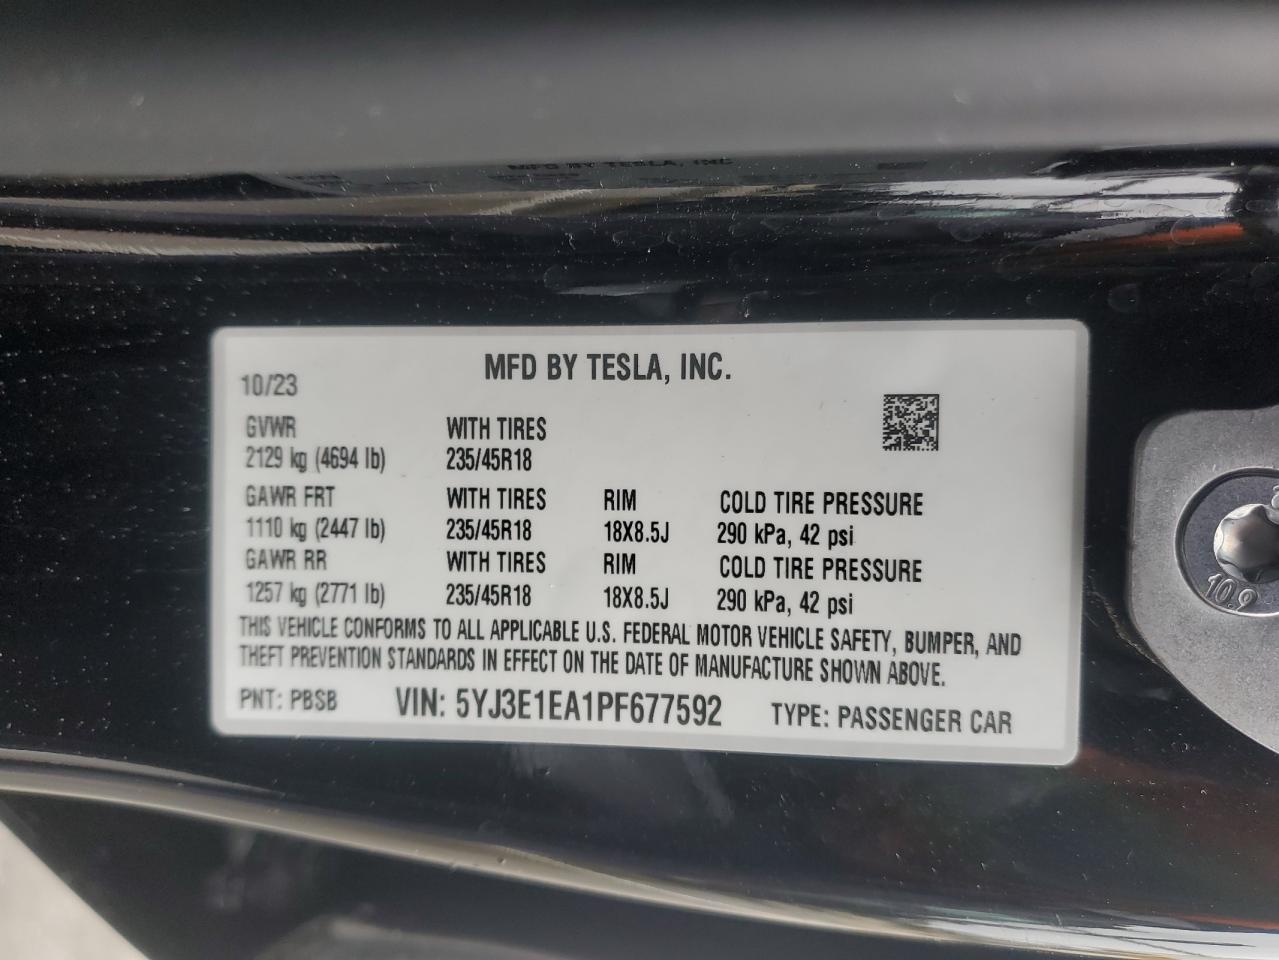 MFD BY TESLA, INC.
10/23
GVWR WITH TIRES
2129 kg (4694 lb) 235/45R18
GAWR FRT WITH TIRES RIM COLD TIRE PRESSURE
1110 kg (2447 lb) 235/45R18 18X8.5J 290 kPa, 42 psi
GAWR RR WITH TIRES RIM COLD TIRE PRESSURE
1257 kg (2771 lb) 235/45R18 18X8.5J 290 kPa, 42 psi
THIS VEHICLE CONFORMS TO ALL APPLICABLE U.S. FEDERAL MOTOR VEHICLE SAFETY, BUMPER, AND
THEFT PREVENTION STANDARDS IN EFFECT ON THE DATE OF MANUFACTURE SHOWN ABOVE.
PNT: PBSB VIN: 5YJ3E1EA1PF677592 TYPE: PASSENGER CAR
10.9